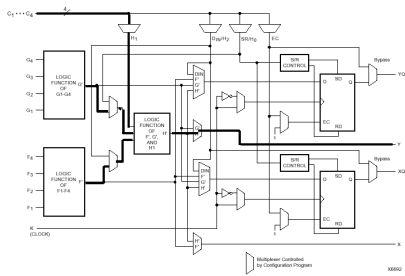 C1 • • • C4
4
H1
DIN/H2
SR/H0
EC
G4
G3
G2
G1
LOGIC
FUNCTION
OF
G1-G4
G'
LOGIC
FUNCTION
OF
F', G',
AND
H1
H'
DIN
F'
G'
H'
S/R
CONTROL
Bypass
YQ
D
SD
Q
EC
RD
1
G'
H'
Y
F4
F3
F2
F1
LOGIC
FUNCTION
OF
F1-F4
F'
DIN
F'
G'
H'
S/R
CONTROL
Bypass
XQ
D
SD
Q
EC
RD
1
K
(CLOCK)
H'
F'
X
Multiplexer Controlled
by Configuration Program
X6692